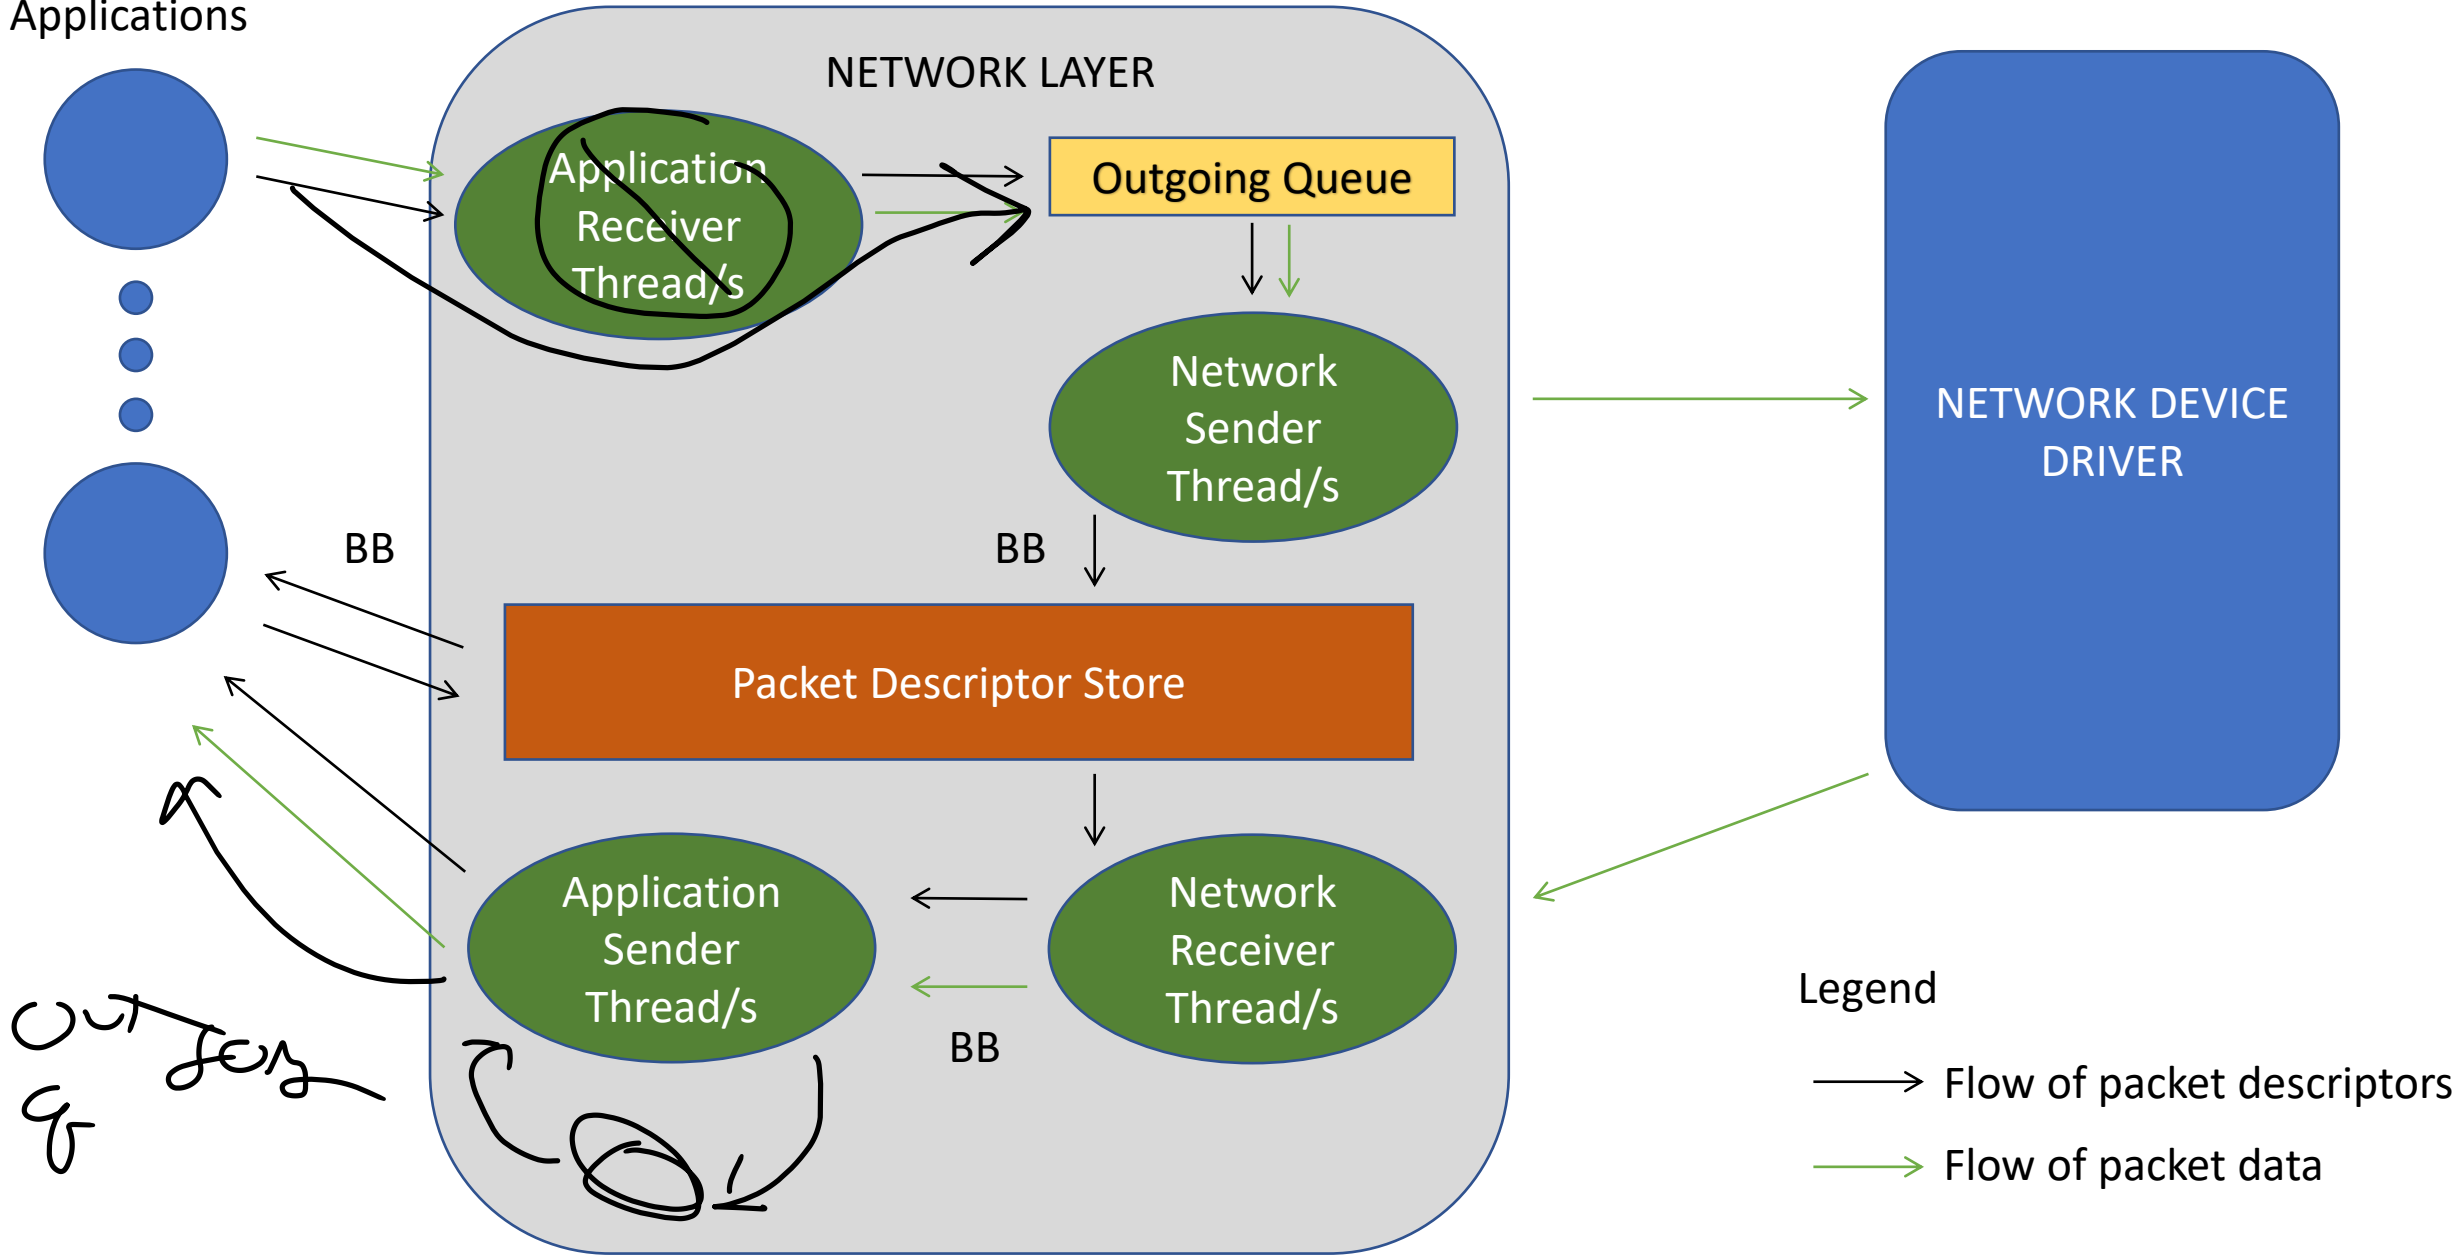 Applications
NETWORK LAYER
Application
Receiver
Thread/s
Outgoing Queue
Network
Sender
Thread/s
NETWORK DEVICE
DRIVER
BB
BB
Packet Descriptor Store
Application
Sender
Thread/s
Network
Receiver
Thread/s
BB
Legend
Flow of packet descriptors
Flow of packet data
out
q